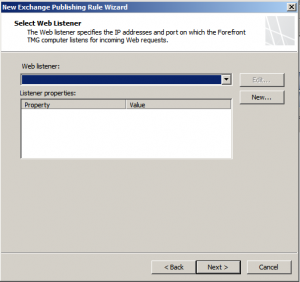 New Exchange Publishing Rule Wizard
Select Web Listener
The Web listener specifies the IP addresses and port on which the Forefront
TMG computer listens for incoming Web requests.
Web listener:
Edit...
Listener properties:
New...
Property Value
< Back Next > Cancel